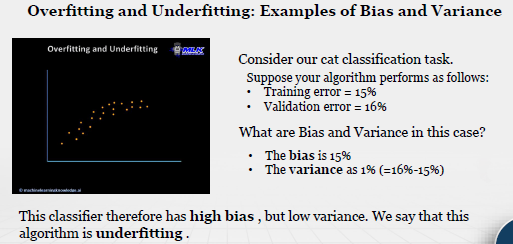 Overfitting and Underfitting: Examples of Bias and Variance
Overfitting and Underfitting
MLK
Consider our cat classification task.
Suppose your algorithm performs as follows:
• Training error = 15%
• Validation error = 16%
What are Bias and Variance in this case?
• The bias is 15%
• The variance as 1% (=16%-15%)
© machinelearningknowledge.ai
This classifier therefore has high bias , but low variance. We say that this
algorithm is underfitting .